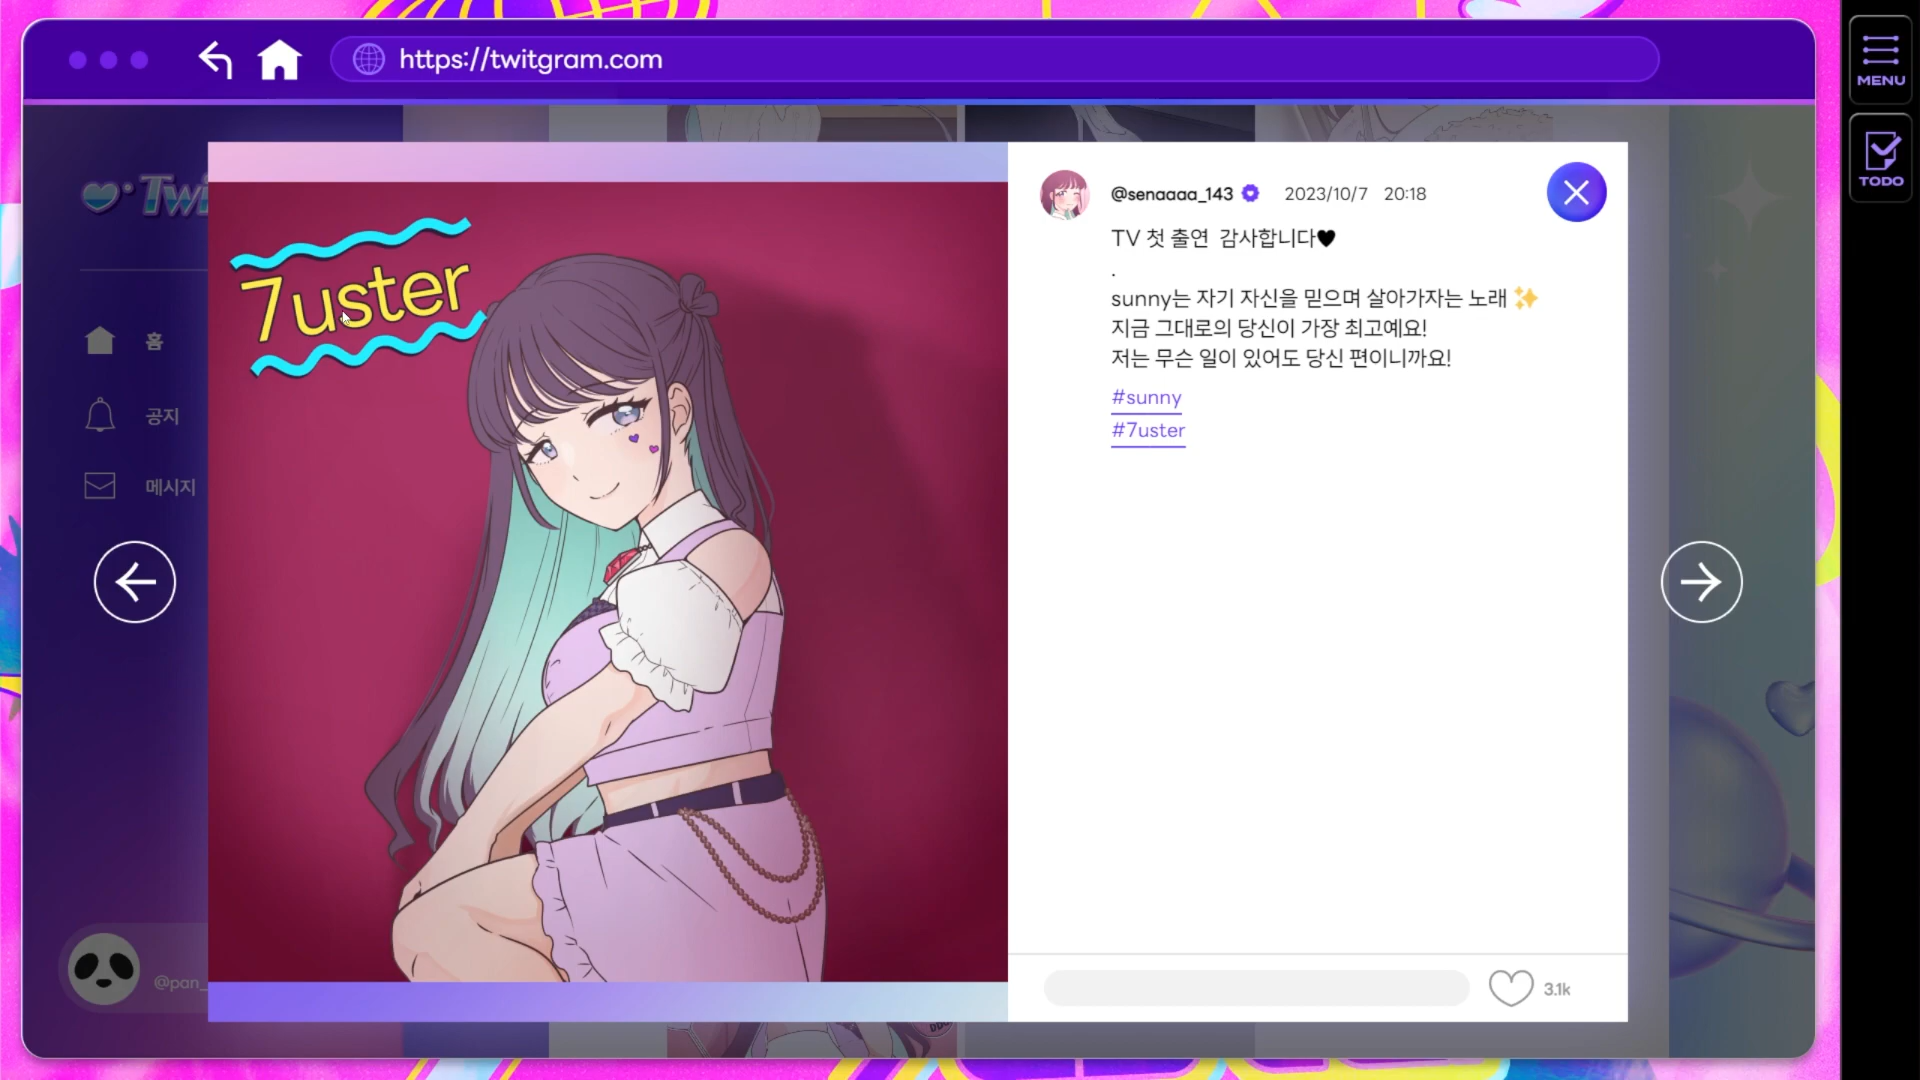 https://twitgram.com
MENU
TODO
Twi
홈
공지
메시지
@pan_
7uster
@senaaaa_143 2023/10/7 20:18
TV 첫 출연 감사합니다♥
.
sunny는 자기 자신을 믿으며 살아가자는 노래 ✨
지금 그대로의 당신이 가장 최고예요!
저는 무슨 일이 있어도 당신 편이니까요!
#sunny
#7uster
3.1k